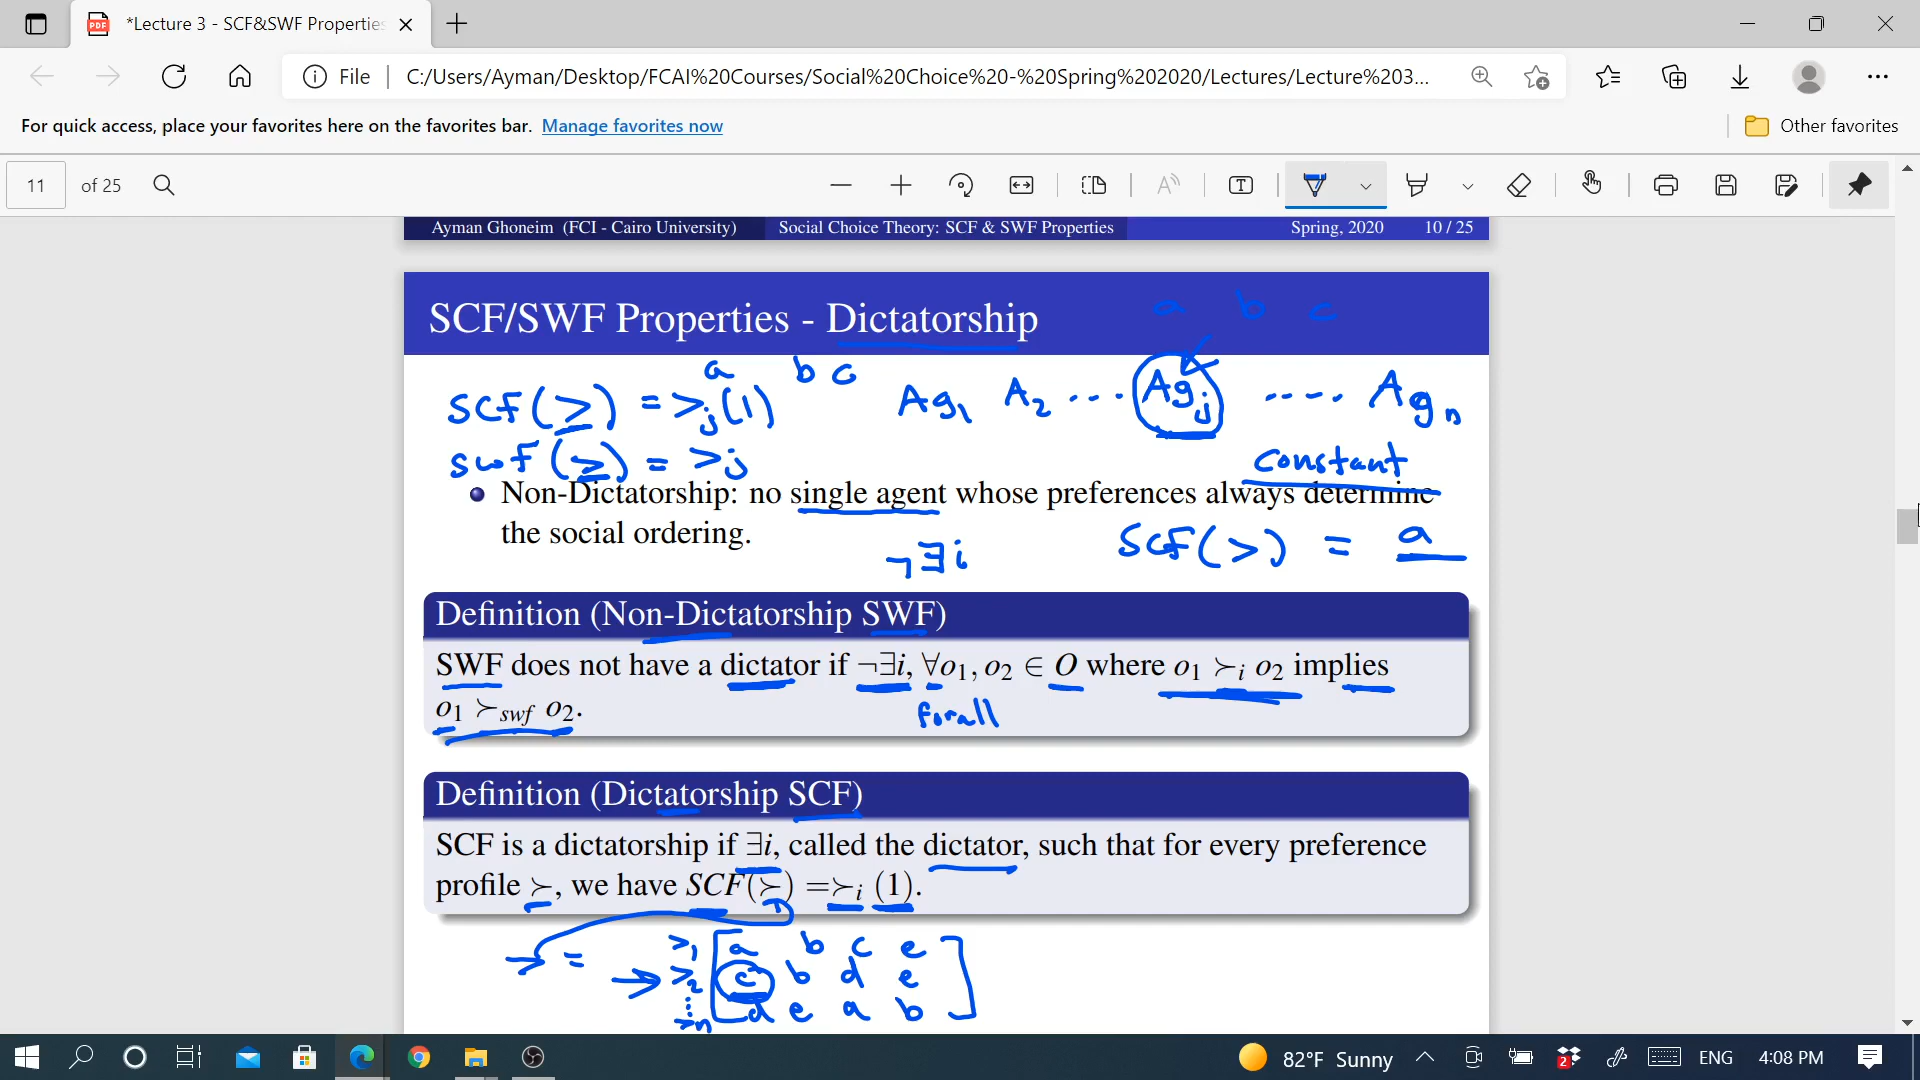 *Lecture 3 - SCF&SWF Properties
File
C:/Users/Ayman/Desktop/FCAI%20Courses/Social%20Choice%20-%20Spring%202020/Lectures/Lecture%203...
For quick access, place your favorites here on the favorites bar. Manage favorites now
Other favorites
11 of 25
Ayman Ghoneim (FCI - Cairo University) Social Choice Theory: SCF & SWF Properties Spring, 2020 10 / 25
SCF/SWF Properties - Dictatorship a b c
a b c
SCF(≥) = >j(1) Ag1 A2 ... Agj .... Agn
swf(≥) = >j constant
Non-Dictatorship: no single agent whose preferences always determine
the social ordering.
¬∃i SCF(>) = a
Definition (Non-Dictatorship SWF)
SWF does not have a dictator if ¬∃i, ∀o1, o2 ∈ O where o1 ≻i o2 implies
o1 ≻swf o2.
forall
Definition (Dictatorship SCF)
SCF is a dictatorship if ∃i, called the dictator, such that for every preference
profile ≻, we have SCF(≻) =≻i (1).
>1 a b c e
= >2 c b d e
>n d e a b
82°F Sunny ENG 4:08 PM
2